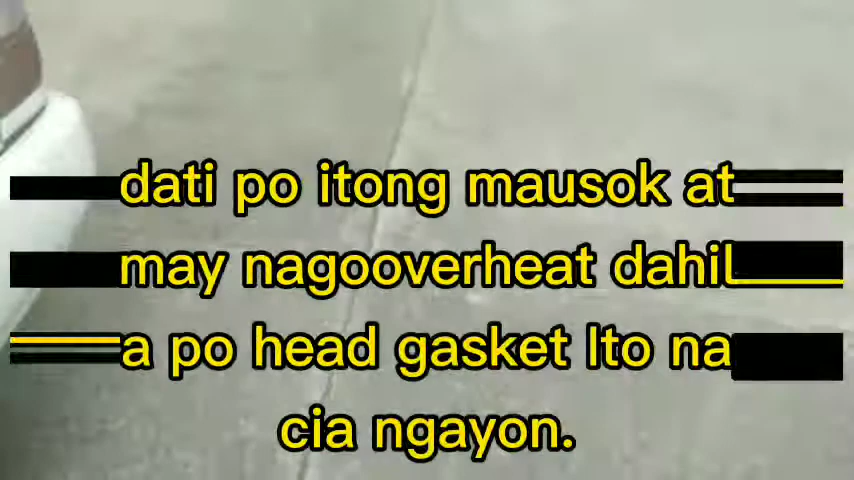 dati po itong mausok at
may nagooverheat dahil
a po head gasket Ito na
cia ngayon.